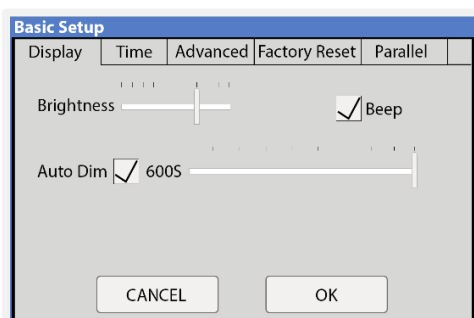 Basic Setup
Display Time Advanced Factory Reset Parallel
Brightness Beep
Auto Dim 600S
CANCEL OK